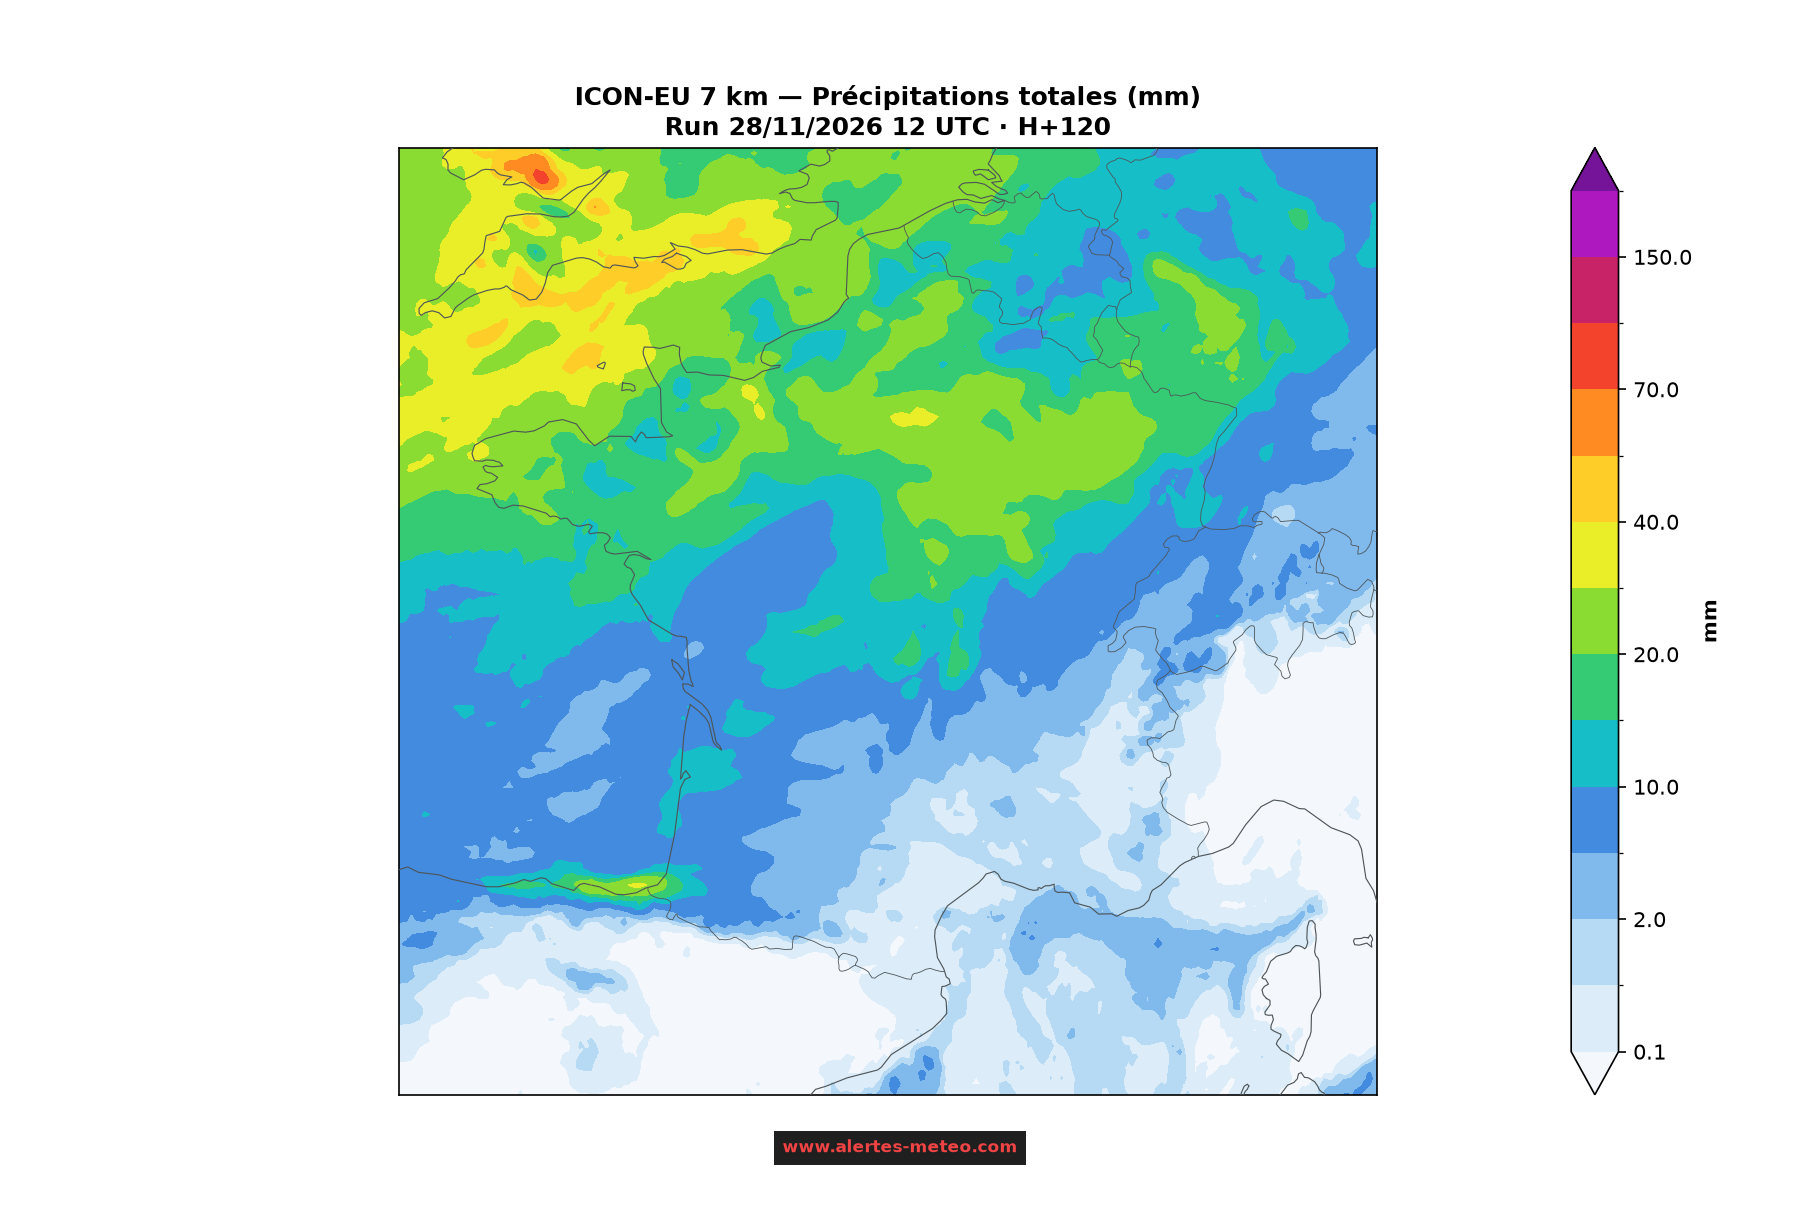 ICON-EU 7 km — Précipitations totales (mm)
Run 28/11/2026 12 UTC · H+120
150.0
70.0
40.0
20.0
10.0
2.0
0.1
mm
www.alertes-meteo.com